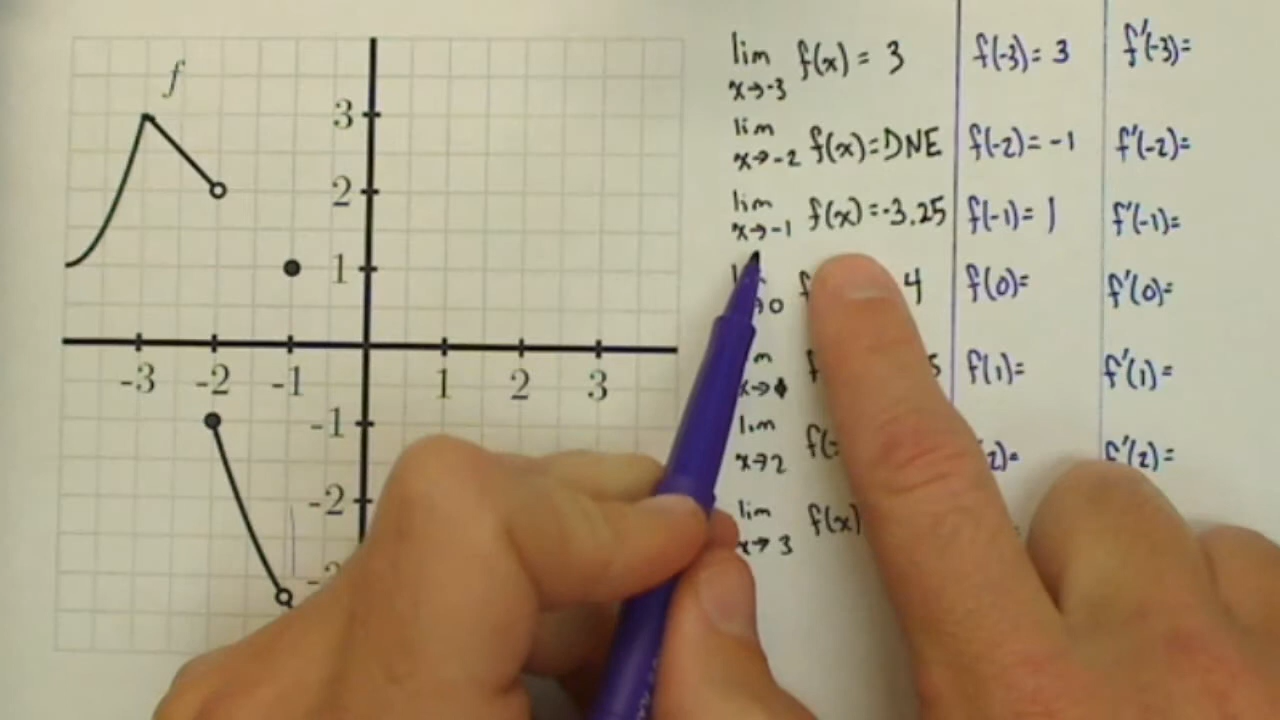 f
3
2
1
-3 -2 -1 1 2 3
-1
-2
lim f(x) = 3
x→-3
f(-3) = 3
f'(-3)=
lim f(x)=DNE
x→-2
f(-2) = -1
f'(-2)=
lim f(x)=-3.25
x→-1
f(-1) = 1
f'(-1)=
4
0
f(0)=
f'(0)=
f(1)=
f'(1)=
lim
x→2
f'(2)=
lim f(x)
x→3